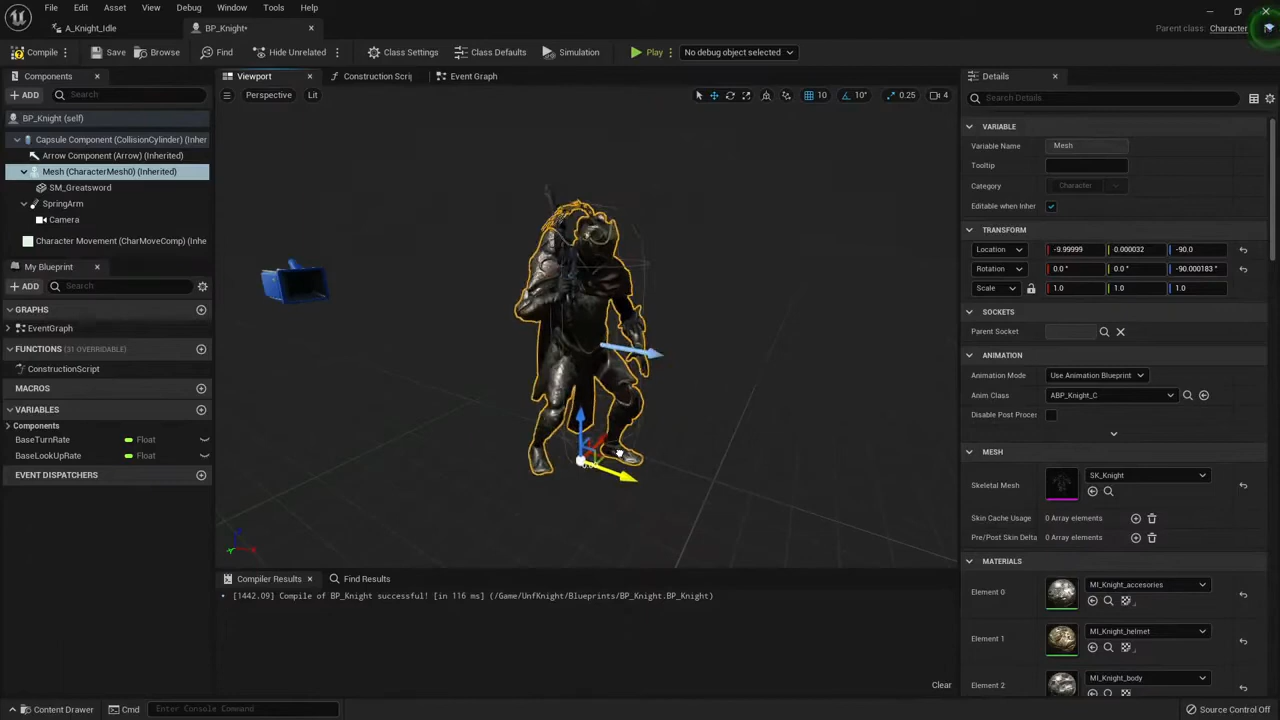 File Edit Asset View Debug Window Tools Help
A_Knight_Idle
BP_Knight*
Parent class: Character
Compile
Save
Browse
Find
Hide Unrelated
Class Settings
Class Defaults
Simulation
Play
No debug object selected
Components
ADD
Search
BP_Knight (self)
Capsule Component (CollisionCylinder) (Inher
Arrow Component (Arrow) (Inherited)
Mesh (CharacterMesh0) (Inherited)
SM_Greatsword
SpringArm
Camera
Character Movement (CharMoveComp) (Inhe
My Blueprint
ADD
Search
GRAPHS
EventGraph
FUNCTIONS (31 OVERRIDABLE)
ConstructionScript
MACROS
VARIABLES
Components
BaseTurnRate Float
BaseLookUpRate Float
EVENT DISPATCHERS
Viewport
Construction Scrip
Event Graph
Perspective
Lit
10
10°
0.25
4
Compiler Results
Find Results
[1442.09] Compile of BP_Knight successful! [in 116 ms] (/Game/UnfKnight/Blueprints/BP_Knight.BP_Knight)
Clear
Details
Search Details
VARIABLE
Variable Name Mesh
Tooltip
Category Character
Editable when Inher
TRANSFORM
Location -9.99999 0.000032 -90.0
Rotation 0.0 ° 0.0 ° -90.000183 °
Scale 1.0 1.0 1.0
SOCKETS
Parent Socket
ANIMATION
Animation Mode Use Animation Blueprint
Anim Class ABP_Knight_C
Disable Post Proces
MESH
Skeletal Mesh SK_Knight
Skin Cache Usage 0 Array elements
Pre/Post Skin Delta 0 Array elements
MATERIALS
Element 0 MI_Knight_accesories
Element 1 MI_Knight_helmet
Element 2 MI_Knight_body
Content Drawer
Cmd
Enter Console Command
Source Control Off